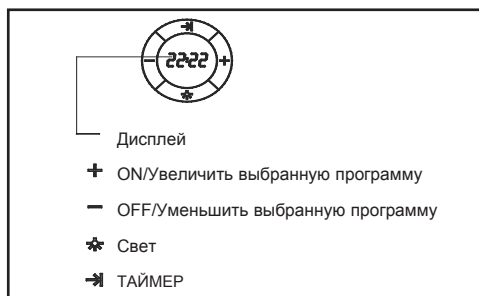 22:22
Дисплей
+ ON/Увеличить выбранную программу
− OFF/Уменьшить выбранную программу
Свет
ТАЙМЕР